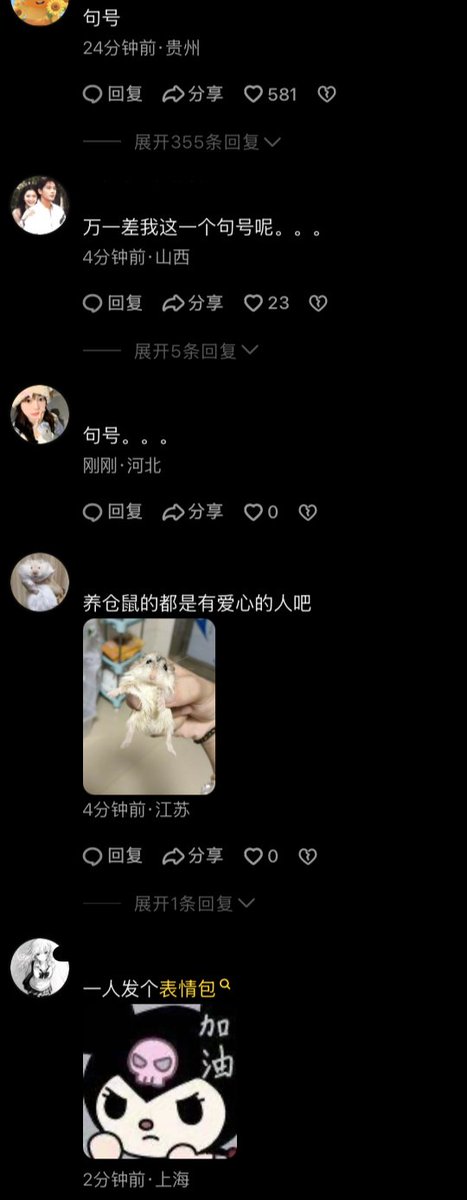 句号
24分钟前·贵州
回复 分享 581
展开355条回复
万一差我这一个句号呢。。。
4分钟前·山西
回复 分享 23
展开5条回复
句号。。。
刚刚·河北
回复 分享 0
养仓鼠的都是有爱心的人吧
4分钟前·江苏
回复 分享 0
展开1条回复
一人发个表情包
加
油
2分钟前·上海